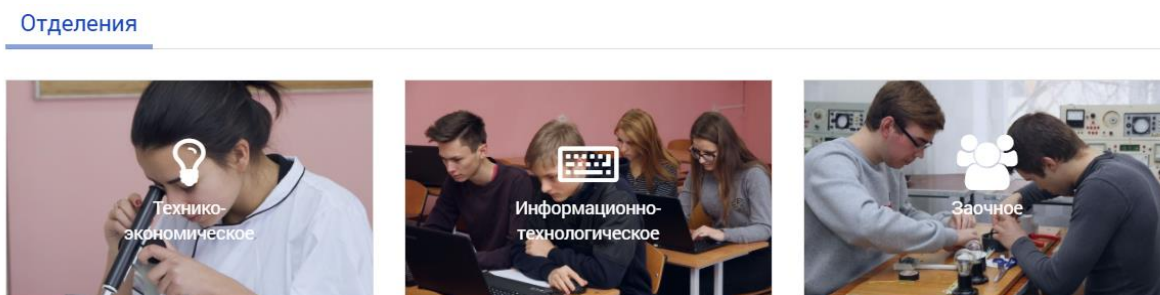 Отделения
Технико-
экономическое
Информационно-
технологическое
Заочное